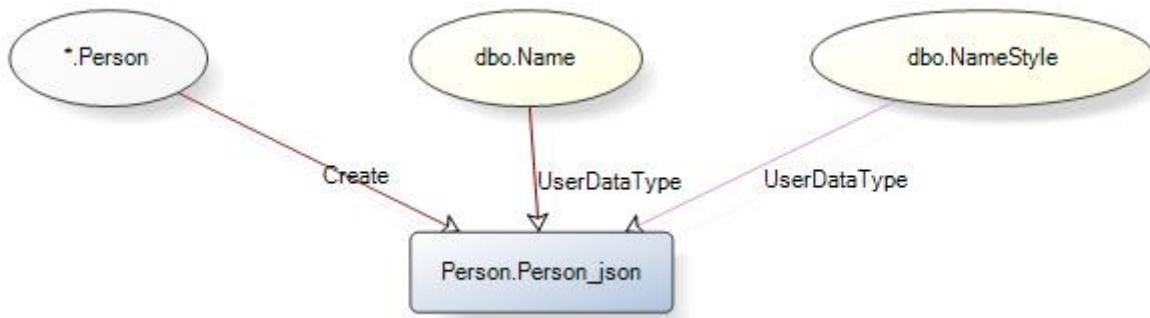 *.Person
dbo.Name
dbo.NameStyle
Create
UserDataType
UserDataType
Person.Person_json